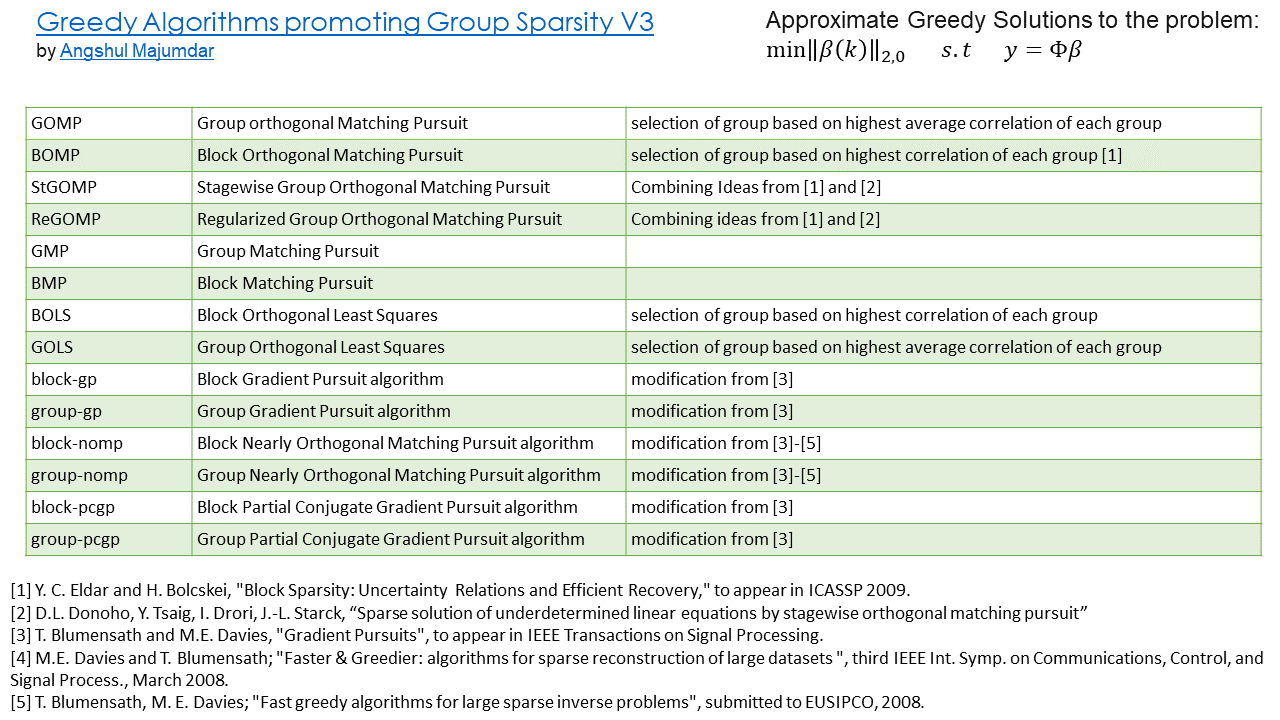 Greedy Algorithms promoting Group Sparsity V3
by Angshul Majumdar
Approximate Greedy Solutions to the problem:
min‖β(k)‖₂,₀ s.t y = Φβ
GOMP Group orthogonal Matching Pursuit selection of group based on highest average correlation of each group
BOMP Block Orthogonal Matching Pursuit selection of group based on highest correlation of each group [1]
StGOMP Stagewise Group Orthogonal Matching Pursuit Combining Ideas from [1] and [2]
ReGOMP Regularized Group Orthogonal Matching Pursuit Combining ideas from [1] and [2]
GMP Group Matching Pursuit
BMP Block Matching Pursuit
BOLS Block Orthogonal Least Squares selection of group based on highest correlation of each group
GOLS Group Orthogonal Least Squares selection of group based on highest average correlation of each group
block-gp Block Gradient Pursuit algorithm modification from [3]
group-gp Group Gradient Pursuit algorithm modification from [3]
block-nomp Block Nearly Orthogonal Matching Pursuit algorithm modification from [3]-[5]
group-nomp Group Nearly Orthogonal Matching Pursuit algorithm modification from [3]-[5]
block-pcgp Block Partial Conjugate Gradient Pursuit algorithm modification from [3]
group-pcgp Group Partial Conjugate Gradient Pursuit algorithm modification from [3]
[1] Y. C. Eldar and H. Bolcskei, "Block Sparsity: Uncertainty Relations and Efficient Recovery," to appear in ICASSP 2009.
[2] D.L. Donoho, Y. Tsaig, I. Drori, J.-L. Starck, “Sparse solution of underdetermined linear equations by stagewise orthogonal matching pursuit”
[3] T. Blumensath and M.E. Davies, "Gradient Pursuits", to appear in IEEE Transactions on Signal Processing.
[4] M.E. Davies and T. Blumensath; "Faster & Greedier: algorithms for sparse reconstruction of large datasets ", third IEEE Int. Symp. on Communications, Control, and
Signal Process., March 2008.
[5] T. Blumensath, M. E. Davies; "Fast greedy algorithms for large sparse inverse problems", submitted to EUSIPCO, 2008.